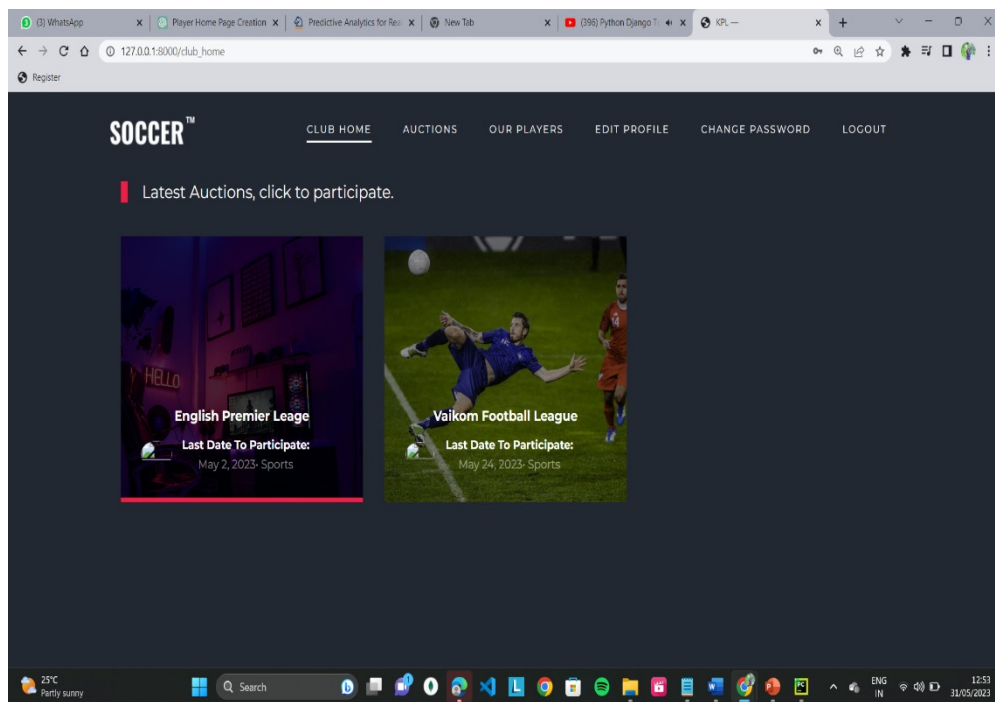 (3) WhatsApp
Player Home Page Creation
Predictive Analytics for Rea
New Tab
(396) Python Django T
KPL —
127.0.0.1:8000/club_home
Register
SOCCER™
CLUB HOME
AUCTIONS
OUR PLAYERS
EDIT PROFILE
CHANGE PASSWORD
LOGOUT
Latest Auctions, click to participate.
HELLO
English Premier Leage
Last Date To Participate:
May 2, 2023• Sports
Vaikom Football League
Last Date To Participate:
May 24, 2023• Sports
25°C
Partly sunny
Search
ENG
IN
12:53
31/05/2023